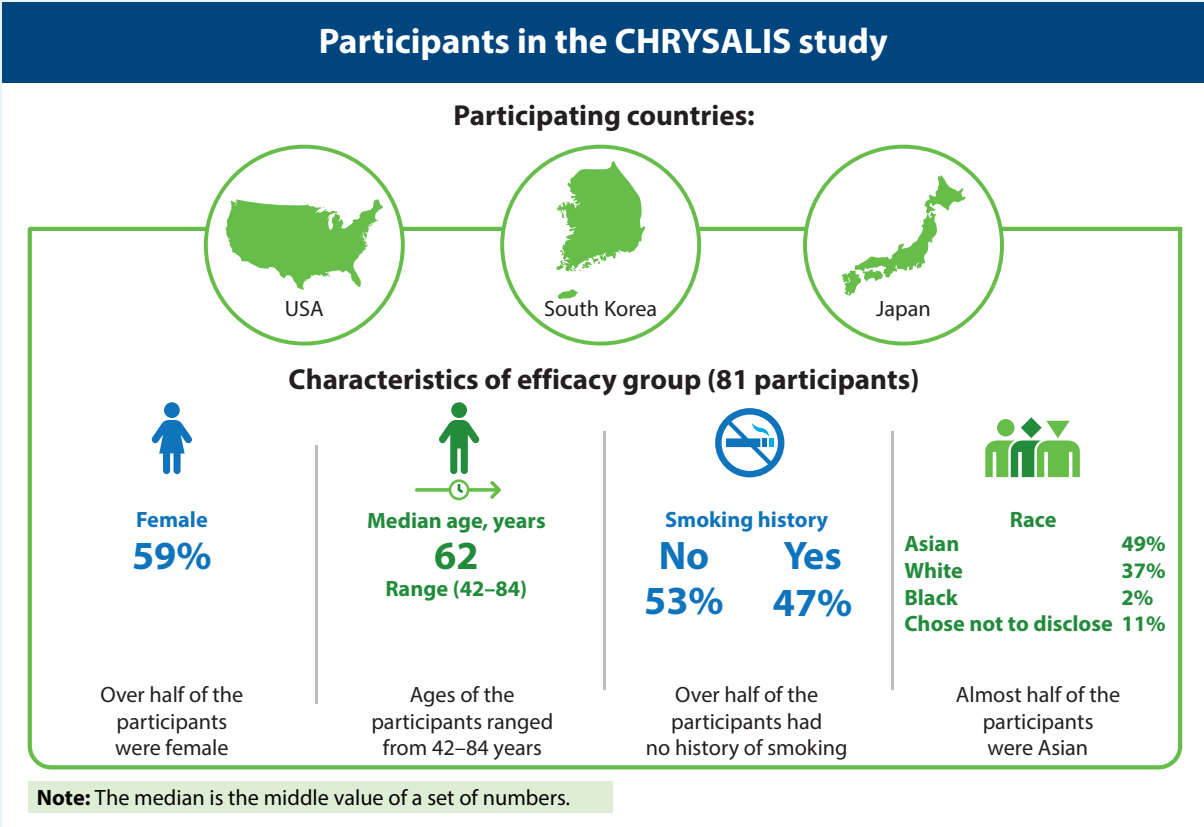 Participants in the CHRYSALIS study
Participating countries:
USA
South Korea
Japan
Characteristics of efficacy group (81 participants)
Female
59%
Over half of the
participants
were female
Median age, years
62
Range (42–84)
Ages of the
participants ranged
from 42–84 years
Smoking history
No Yes
53% 47%
Over half of the
participants had
no history of smoking
Race
Asian 49%
White 37%
Black 2%
Chose not to disclose 11%
Almost half of the
participants
were Asian
Note: The median is the middle value of a set of numbers.